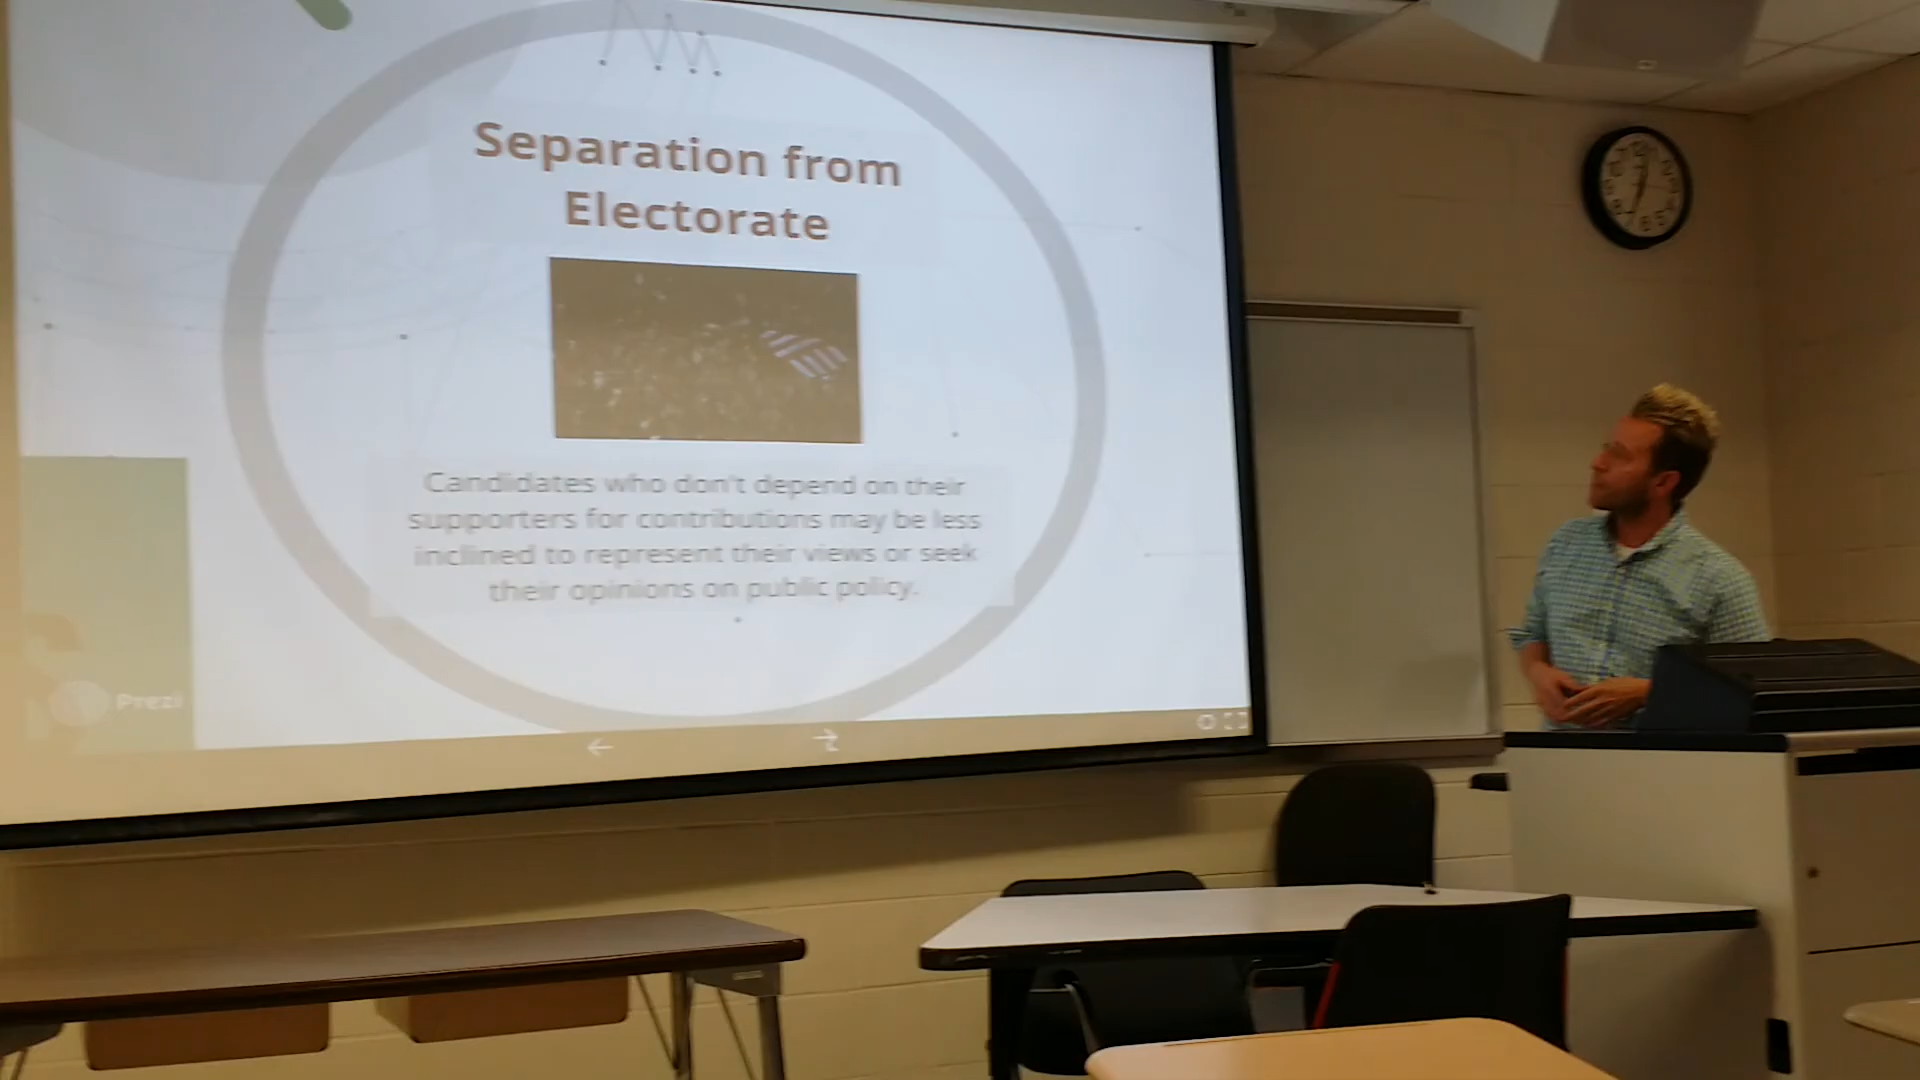 Separation from
Electorate
Candidates who don't depend on their
supporters for contributions may be less
inclined to represent their views or seek
their opinions on public policy.
Prezi